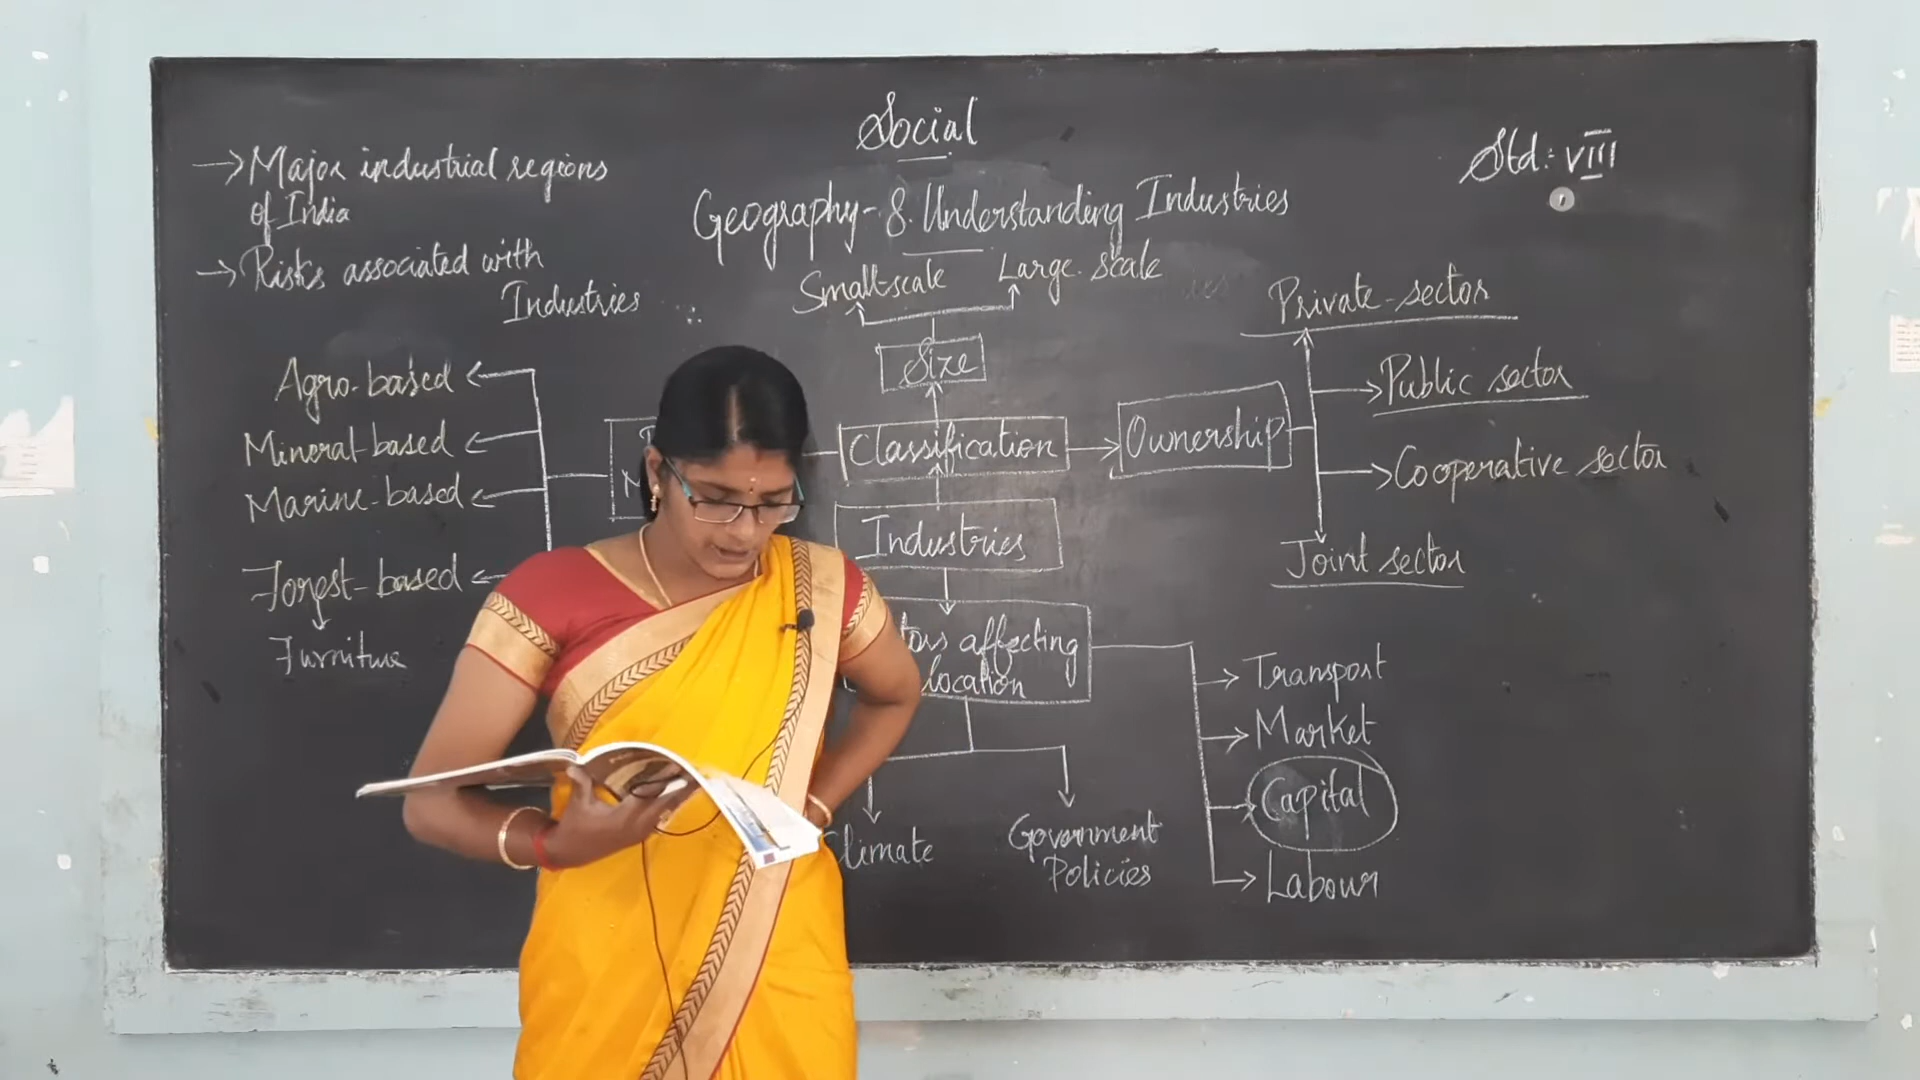 Social
Std: VIII
Geography - 8. Understanding Industries
→ Major industrial regions
of India
→ Risks associated with
Industries
Small scale
Large-scale
Size
Classification
Ownership
Private-sector
Public sector
Cooperative sector
Joint sector
Agro-based
Mineral-based
Marine-based
Forest-based
Furniture
Industries
affecting
location
Transport
Market
Capital
Labour
Climate
Government
Policies